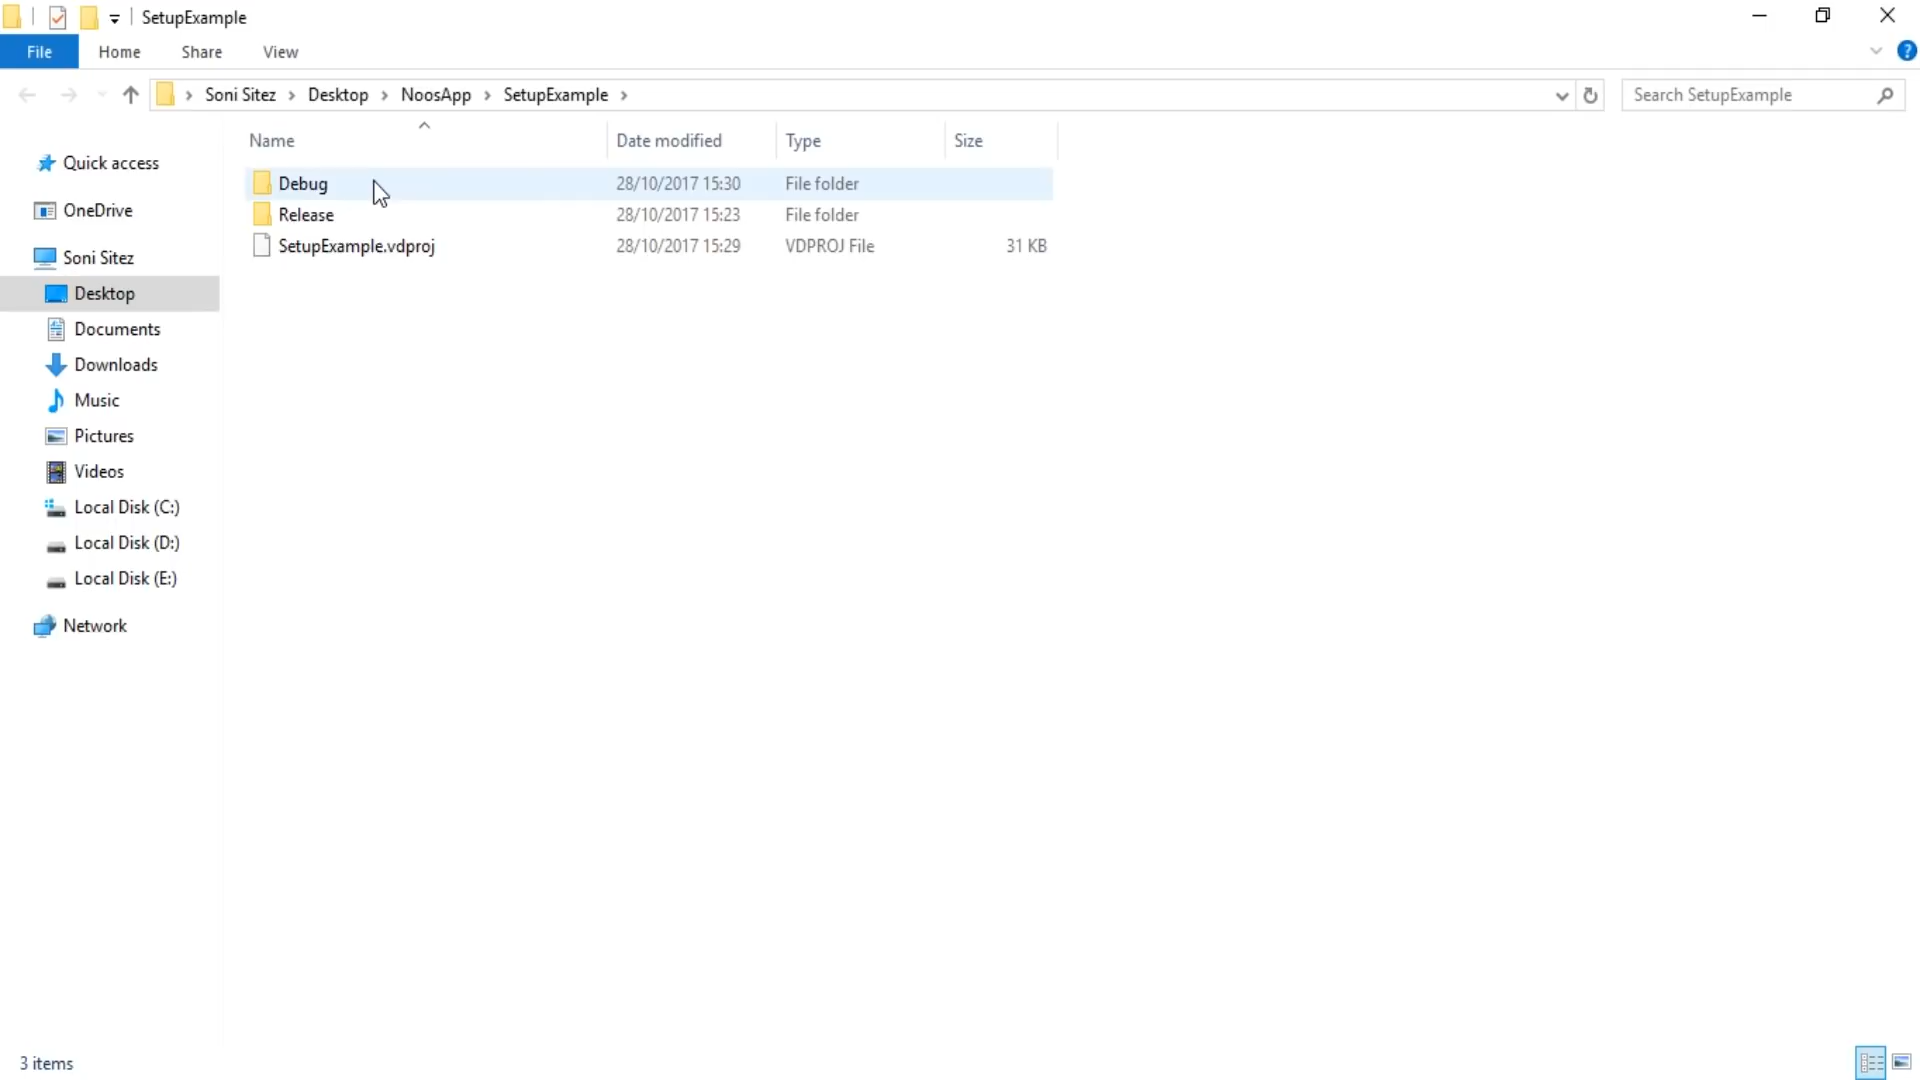 SetupExample
File Home Share View
Soni Sitez Desktop NoosApp SetupExample Search SetupExample
Name Date modified Type Size
Quick access
OneDrive
Soni Sitez
Desktop
Documents
Downloads
Music
Pictures
Videos
Local Disk (C:)
Local Disk (D:)
Local Disk (E:)
Network
Debug 28/10/2017 15:30 File folder
Release 28/10/2017 15:23 File folder
SetupExample.vdproj 28/10/2017 15:29 VDPROJ File 31 KB
3 items